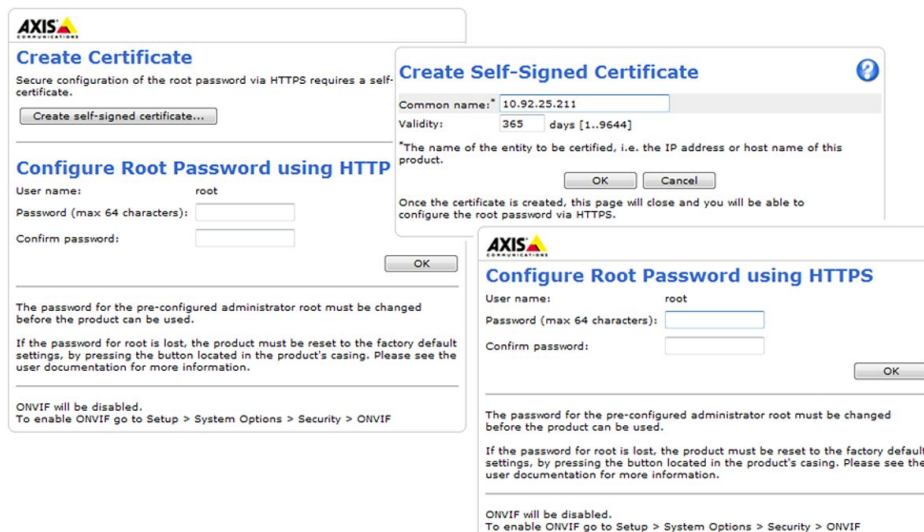 AXIS
COMMUNICATIONS
Create Certificate
Secure configuration of the root password via HTTPS requires a self-
certificate.
Create self-signed certificate...
Configure Root Password using HTTP
User name: root
Password (max 64 characters):
Confirm password:
OK
The password for the pre-configured administrator root must be changed
before the product can be used.
If the password for root is lost, the product must be reset to the factory default
settings, by pressing the button located in the product's casing. Please see the
user documentation for more information.
ONVIF will be disabled.
To enable ONVIF go to Setup > System Options > Security > ONVIF
Create Self-Signed Certificate
?
Common name:* 10.92.25.211
Validity: 365 days [1..9644]
*The name of the entity to be certified, i.e. the IP address or host name of this
product.
OK Cancel
Once the certificate is created, this page will close and you will be able to
configure the root password via HTTPS.
AXIS
COMMUNICATIONS
Configure Root Password using HTTPS
User name: root
Password (max 64 characters):
Confirm password:
OK
The password for the pre-configured administrator root must be changed
before the product can be used.
If the password for root is lost, the product must be reset to the factory default
settings, by pressing the button located in the product's casing. Please see the
user documentation for more information.
ONVIF will be disabled.
To enable ONVIF go to Setup > System Options > Security > ONVIF